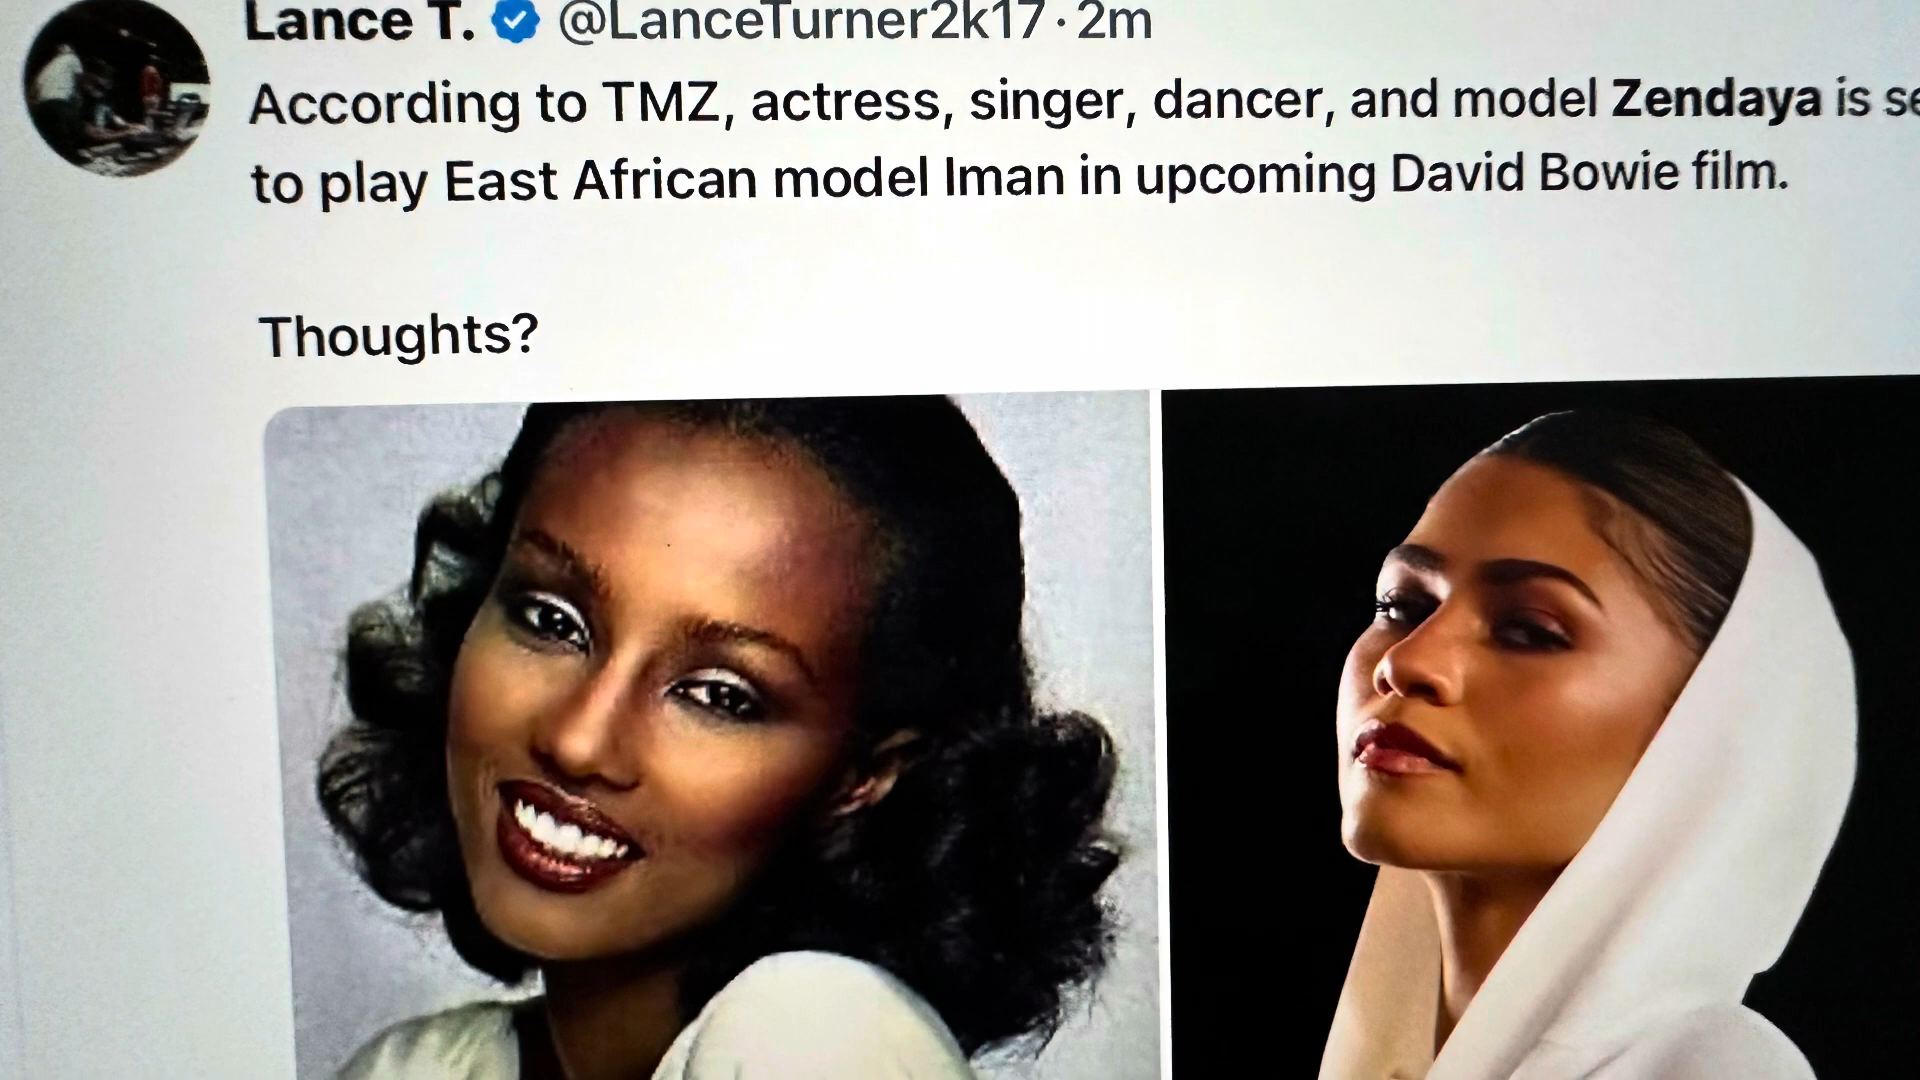 Lance T. @LanceTurner2k17 · 2m
According to TMZ, actress, singer, dancer, and model Zendaya is se
to play East African model Iman in upcoming David Bowie film.
Thoughts?